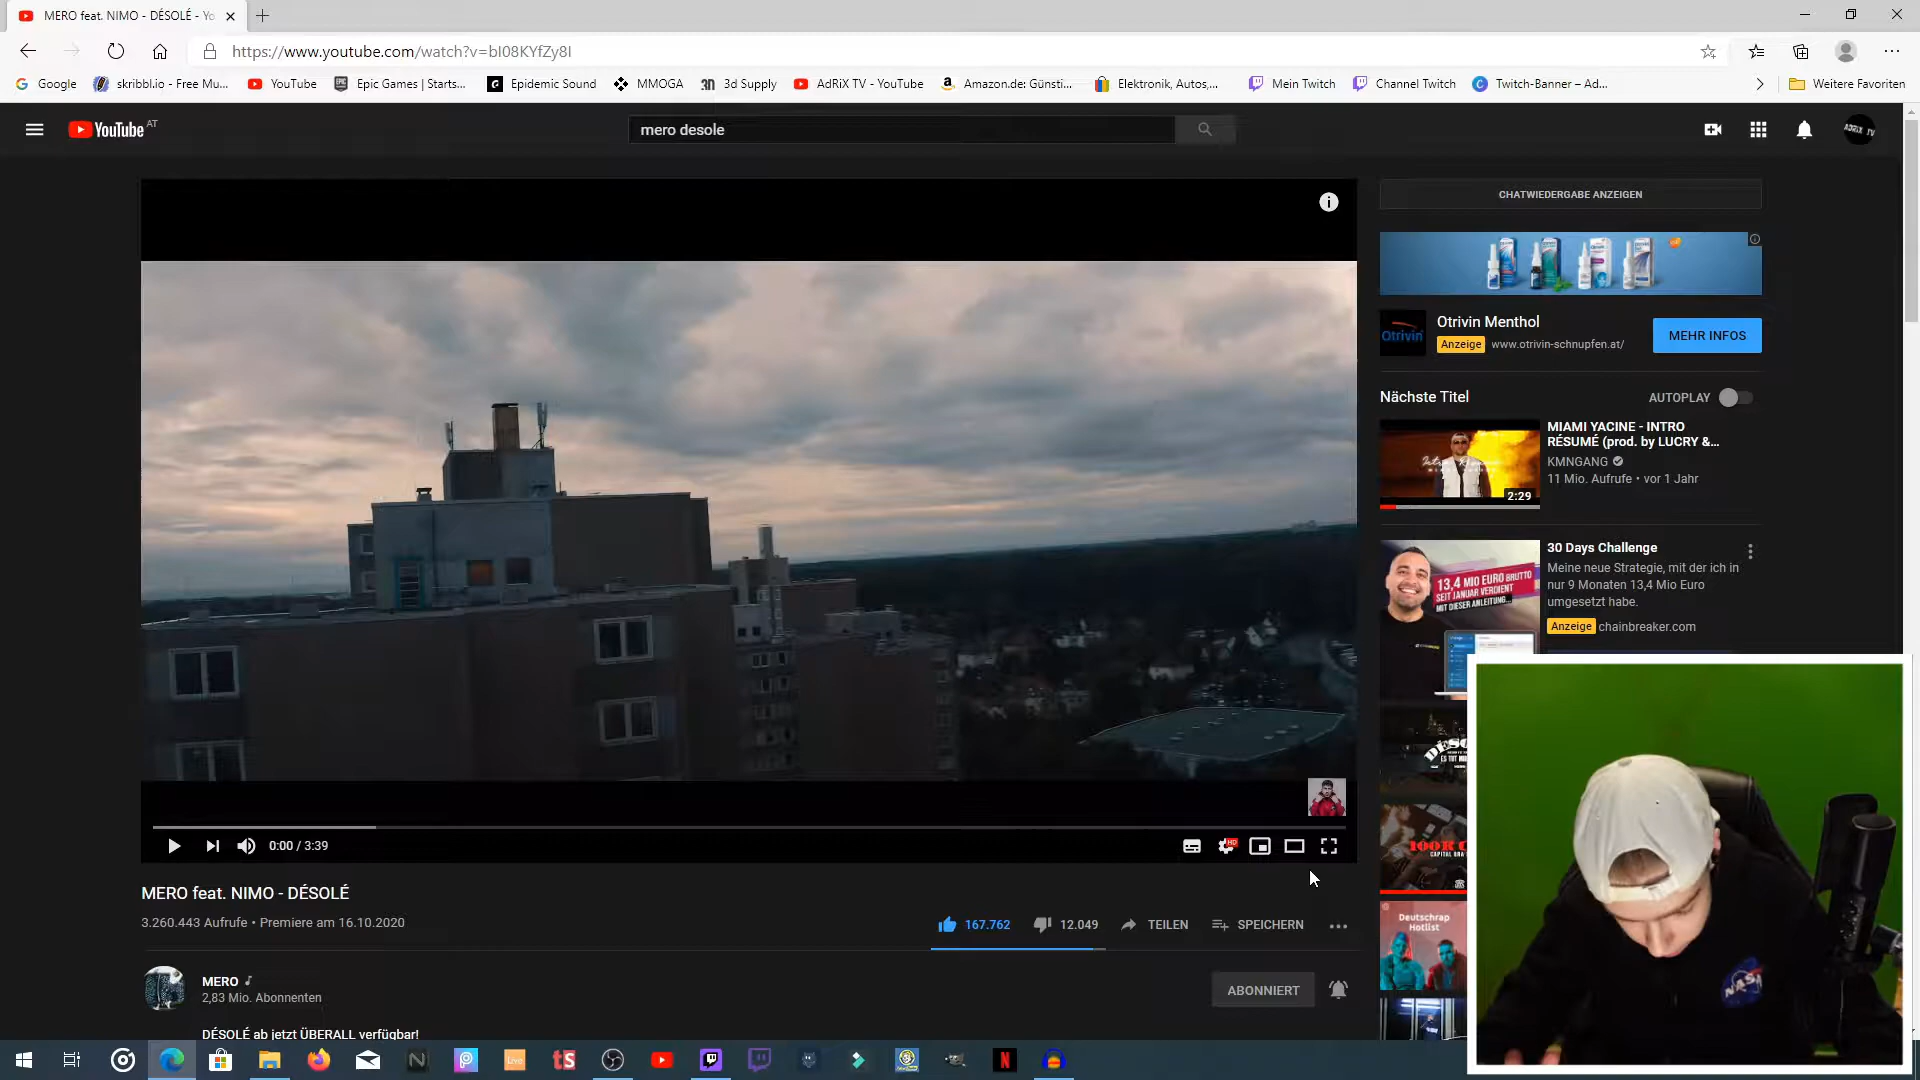 MERO feat. NIMO - DÉSOLÉ - Yo
https://www.youtube.com/watch?v=bI08KYfZy8I
Google
skribbl.io - Free Mu...
YouTube
Epic Games | Starts...
Epidemic Sound
MMOGA
3d Supply
AdRiX TV - YouTube
Amazon.de: Günsti...
Elektronik, Autos,...
Mein Twitch
Channel Twitch
Twitch-Banner – Ad...
Weitere Favoriten
YouTube AT
mero desole
ADRIX TV
CHATWIEDERGABE ANZEIGEN
Otrivin
Otrivin Menthol
Anzeige www.otrivin-schnupfen.at/
MEHR INFOS
Nächste Titel
AUTOPLAY
MIAMI YACINE - INTRO
RÉSUMÉ (prod. by LUCRY &...
KMNGANG
11 Mio. Aufrufe • vor 1 Jahr
2:29
30 Days Challenge
Meine neue Strategie, mit der ich in
nur 9 Monaten 13,4 Mio Euro
umgesetzt habe.
Anzeige chainbreaker.com
13,4 MIO EURO BRUTTO
SEIT JANUAR VERDIENT
MIT DIESER ANLEITUNG...
Deutschrap
Hotlist
0:00 / 3:39
HD
MERO feat. NIMO - DÉSOLÉ
3.260.443 Aufrufe • Premiere am 16.10.2020
167.762
12.049
TEILEN
SPEICHERN
MERO
2,83 Mio. Abonnenten
ABONNIERT
DÉSOLÉ ab jetzt ÜBERALL verfügbar!
NASA